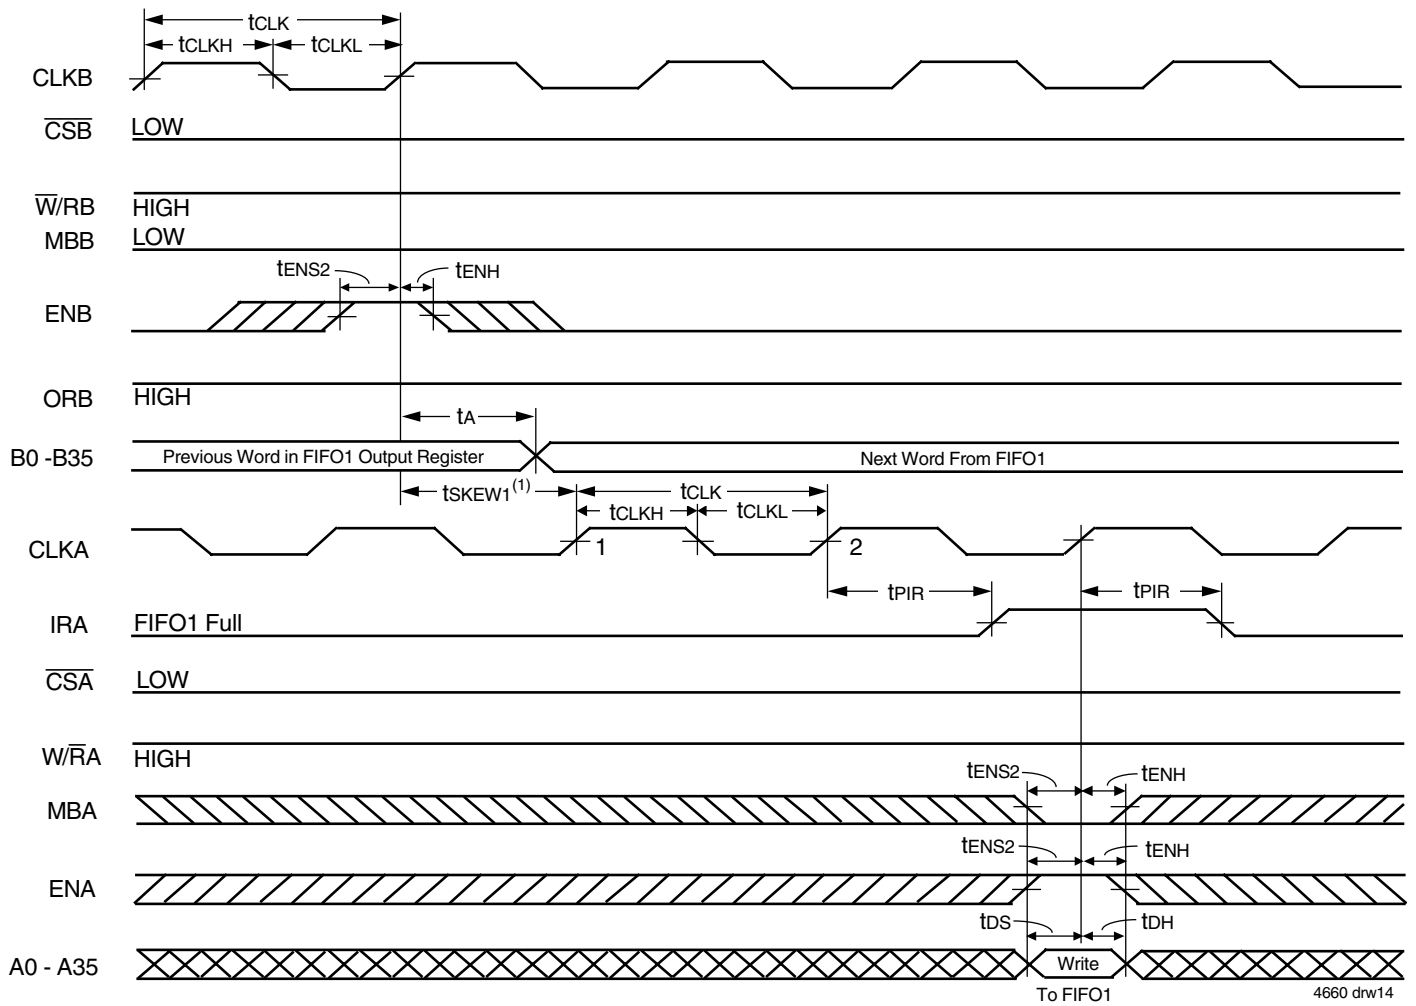 tCLK
tCLKH tCLKL
CLKB
CSB LOW
W/RB HIGH
MBB LOW
tENS2 tENH
ENB
ORB HIGH
tA
B0 -B35 Previous Word in FIFO1 Output Register Next Word From FIFO1
tSKEW1(1) tCLK
tCLKH tCLKL
CLKA 1 2
tPIR tPIR
IRA FIFO1 Full
CSA LOW
W/RA HIGH
tENS2 tENH
MBA
tENS2 tENH
ENA
tDS tDH
A0 - A35 Write
To FIFO1 4660 drw14